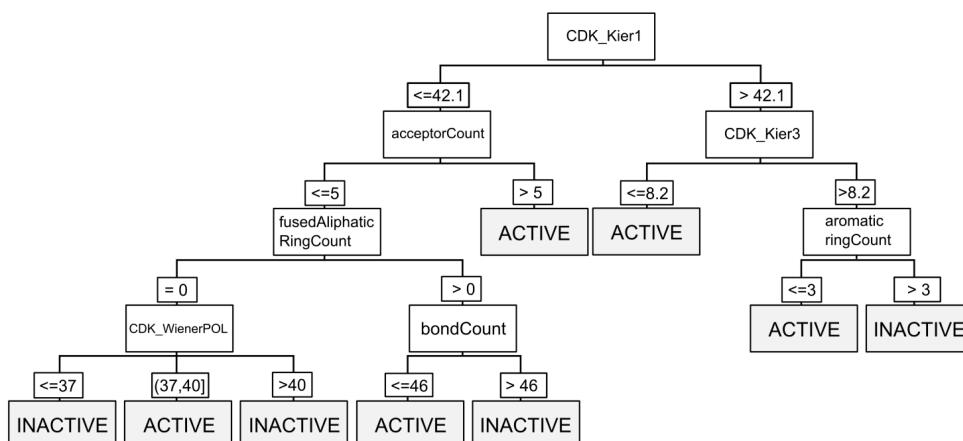 CDK_Kier1
<=42.1
> 42.1
acceptorCount
CDK_Kier3
<=5
> 5
<=8.2
>8.2
fusedAliphatic
RingCount
ACTIVE
ACTIVE
aromatic
ringCount
= 0
> 0
<=3
> 3
CDK_WienerPOL
bondCount
ACTIVE
INACTIVE
<=37
(37,40]
>40
<=46
> 46
INACTIVE
ACTIVE
INACTIVE
ACTIVE
INACTIVE